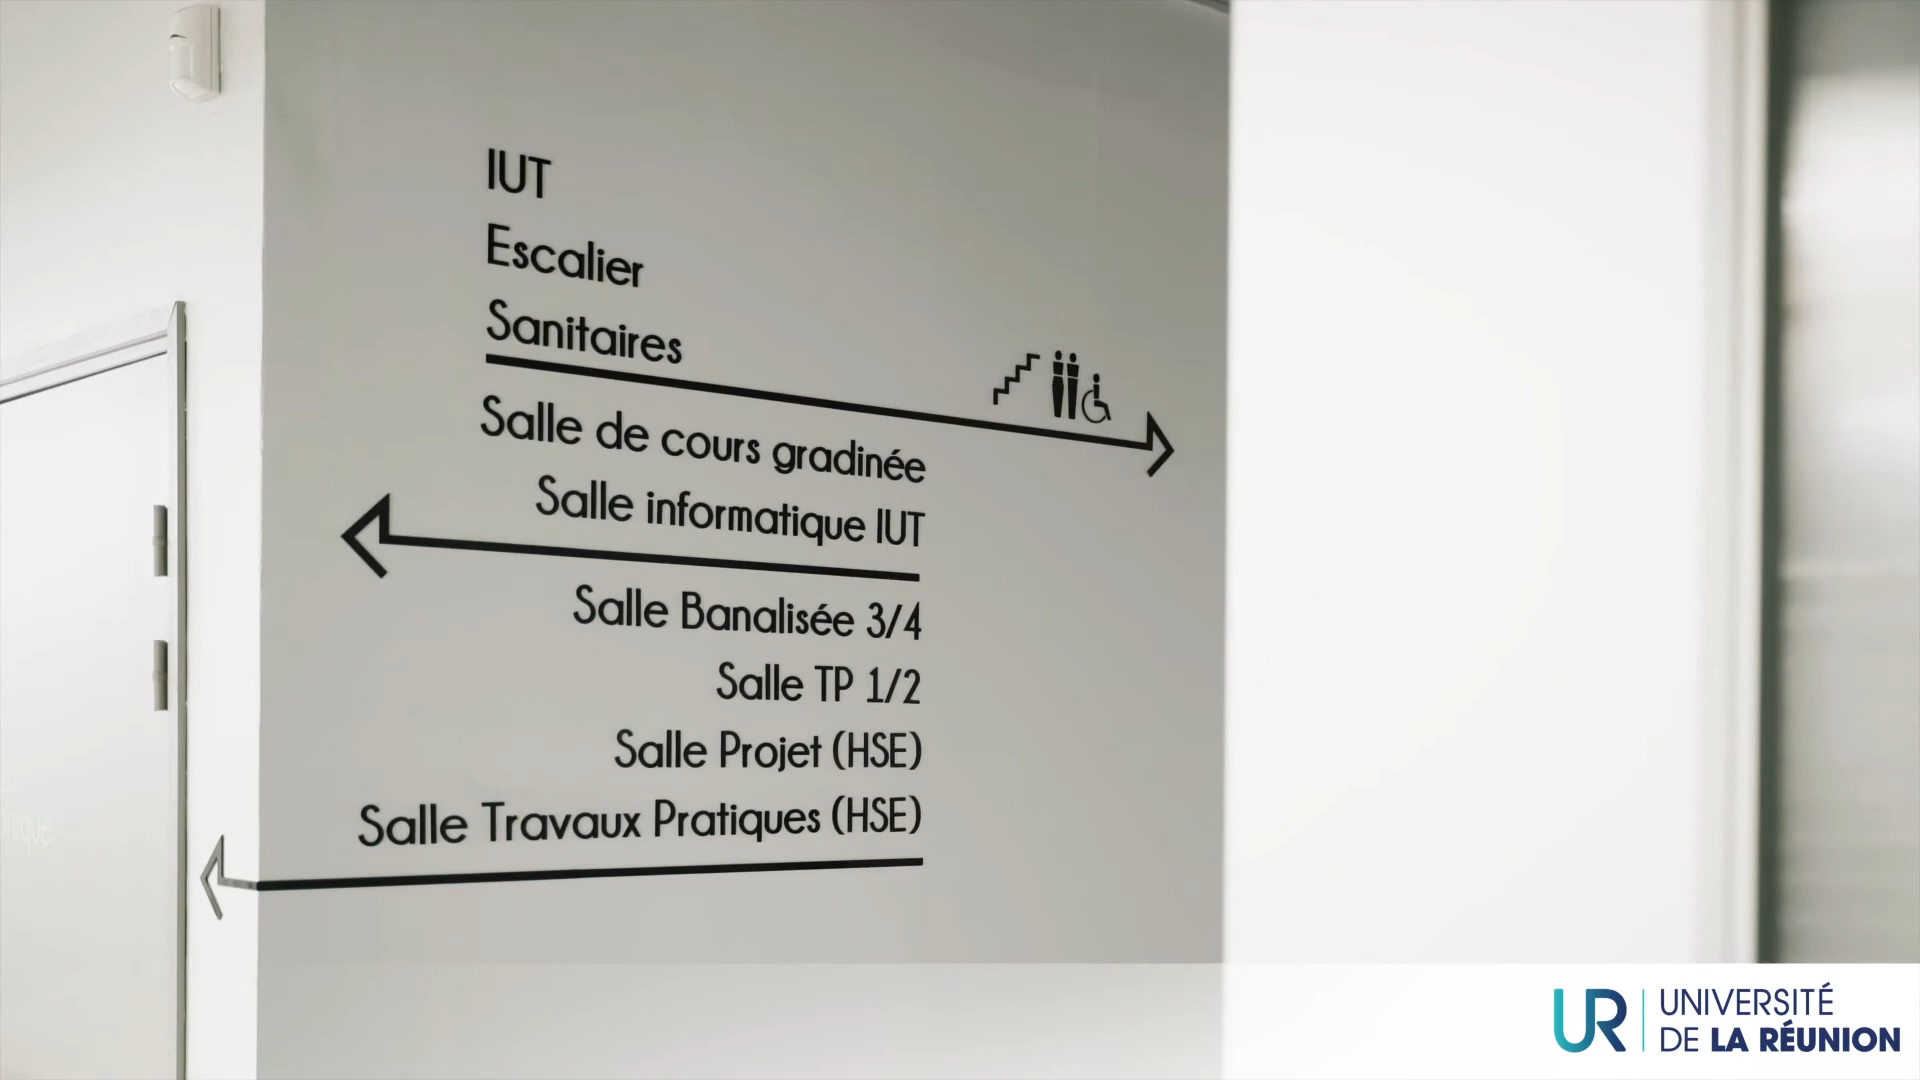 IUT
Escalier
Sanitaires
Salle de cours gradinée
Salle informatique IUT
Salle Banalisée 3/4
Salle TP 1/2
Salle Projet (HSE)
Salle Travaux Pratiques (HSE)
UR
UNIVERSITÉ
DE LA RÉUNION